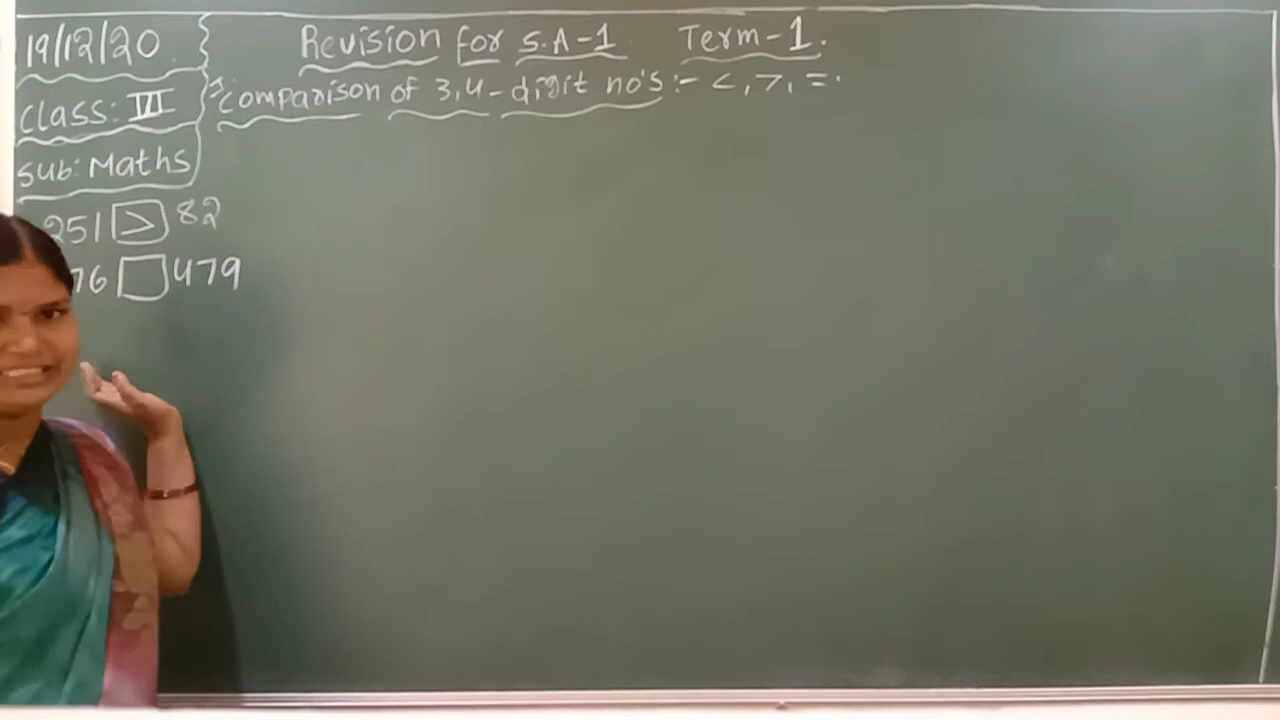 19/12/20
Revision for S.A-1 Term-1.
Class: VI
Comparison of 3,4-digit no's:- <, >, =.
Sub: Maths
251 > 82
76 □ 479